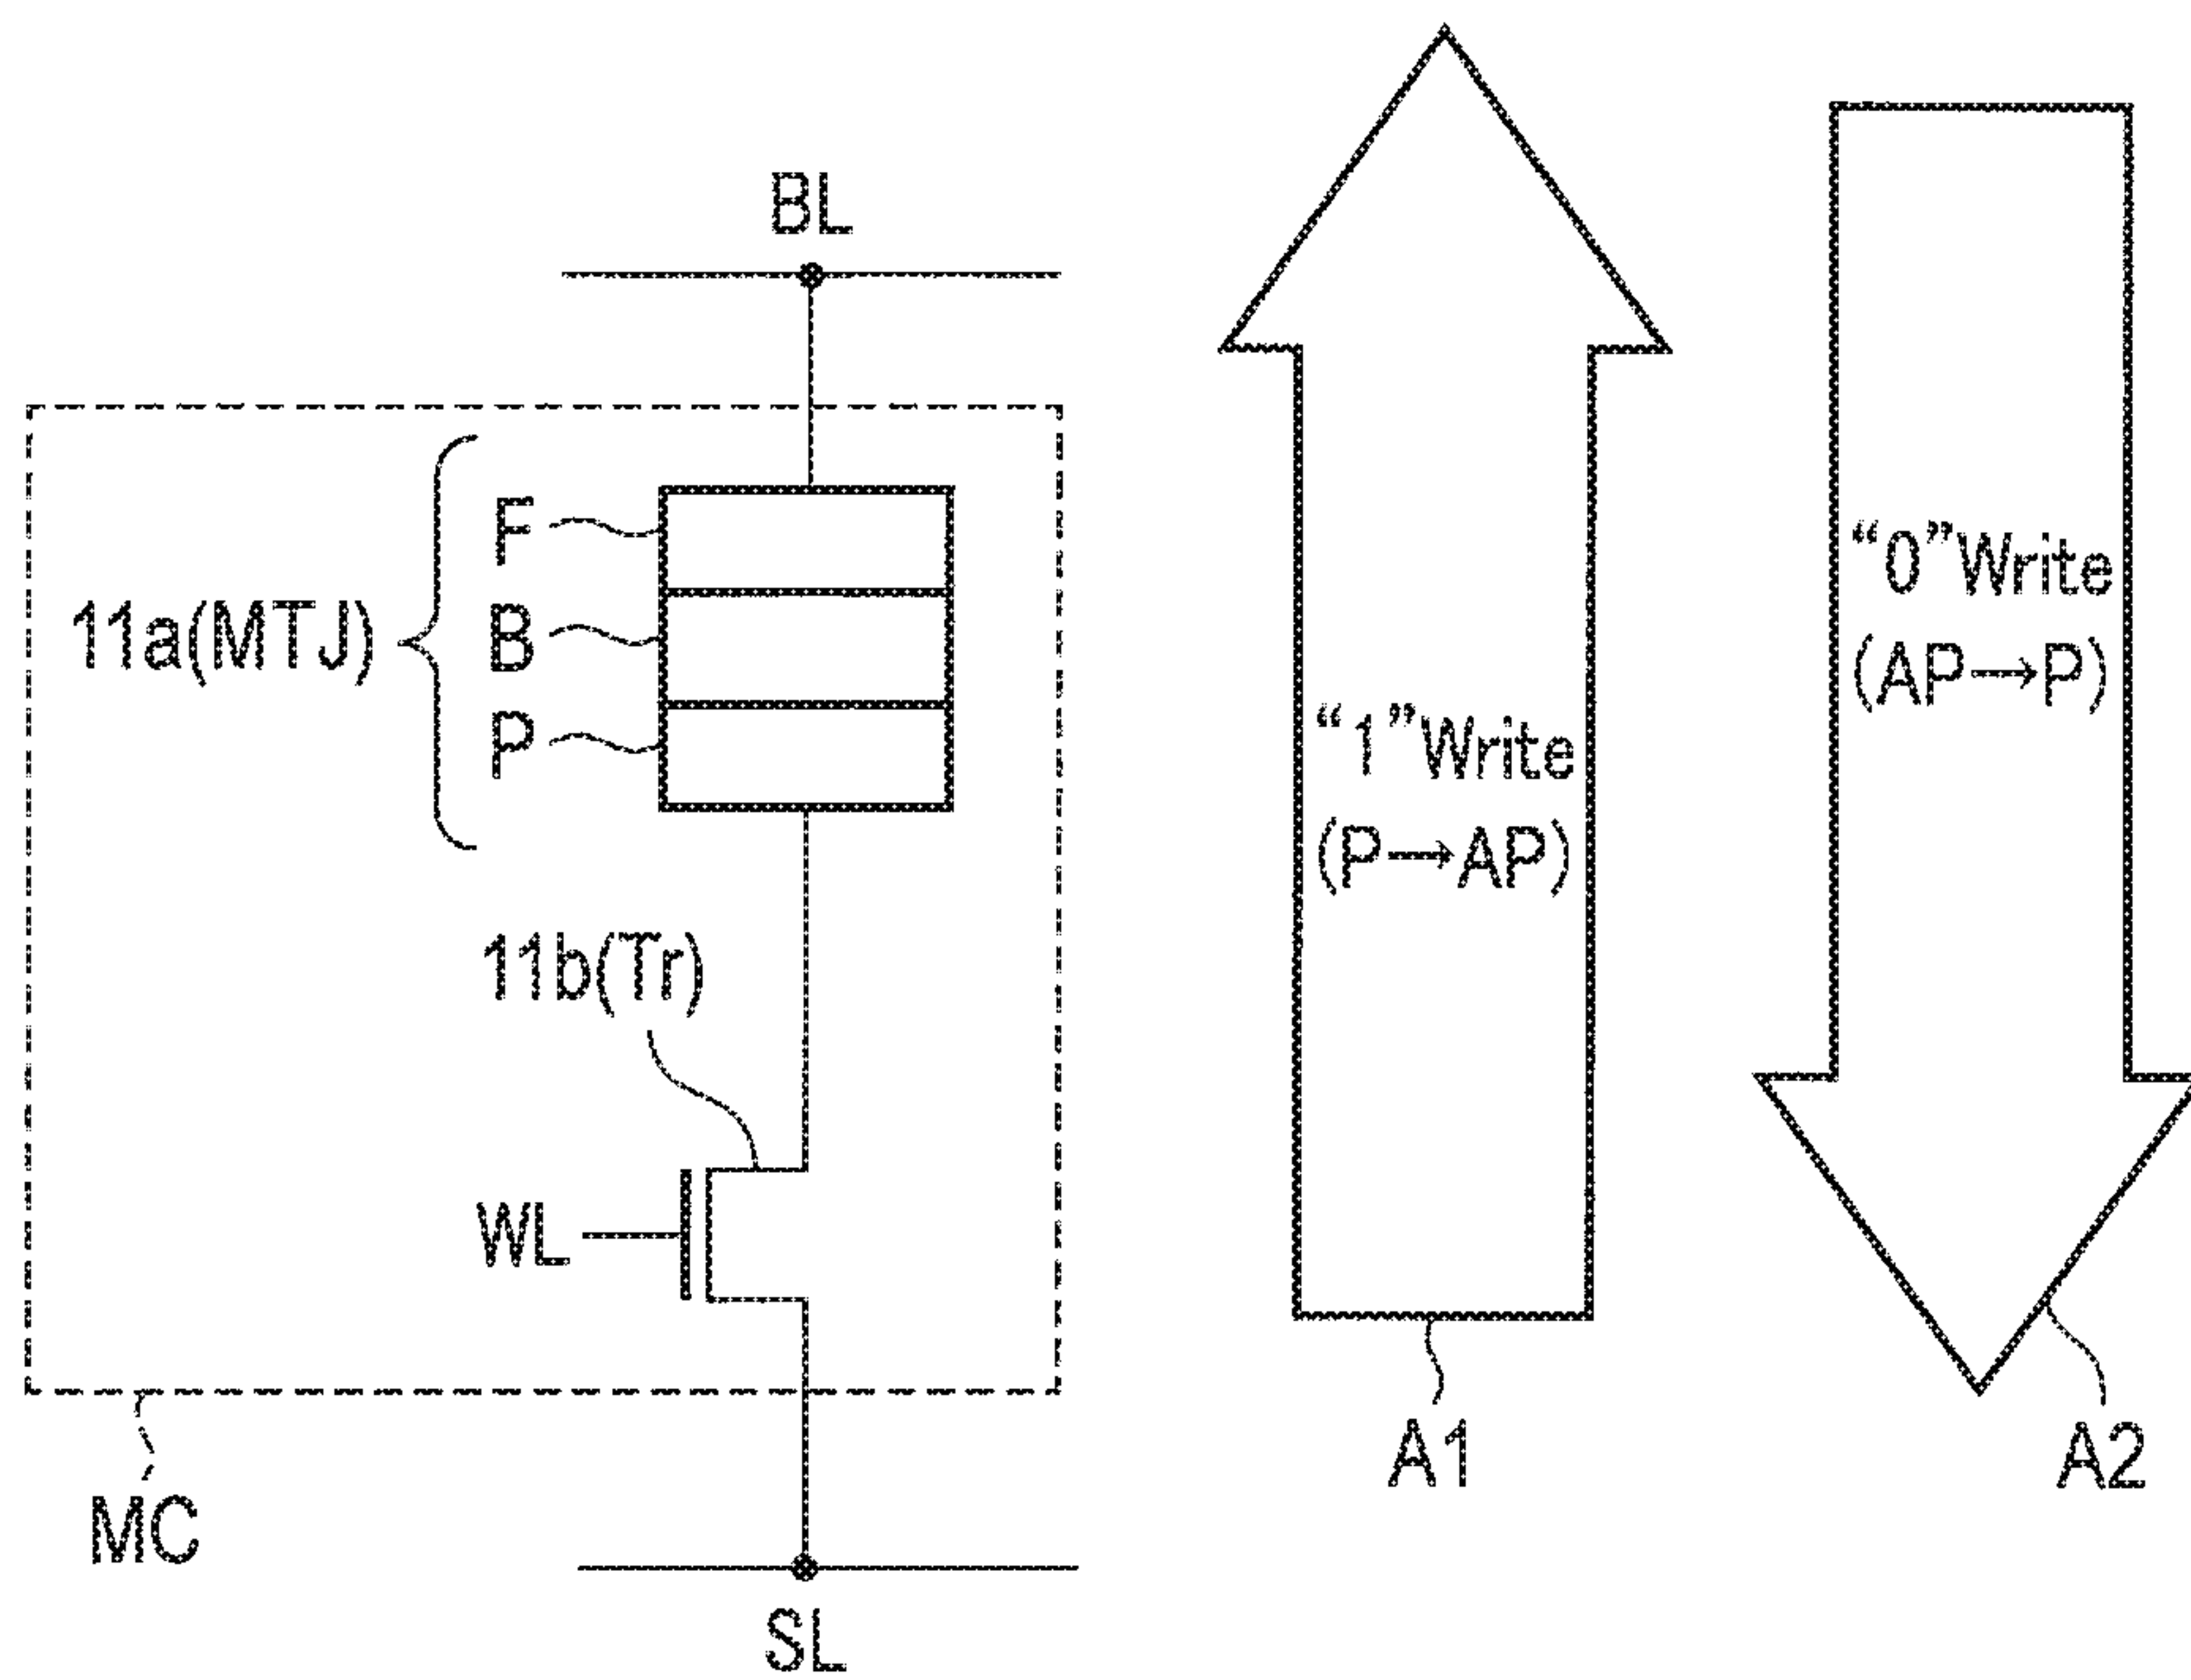 BL
F
B
P
11a(MTJ)
11b(Tr)
WL
MC
SL
“1”Write
(P→AP)
A1
“0”Write
(AP→P)
A2